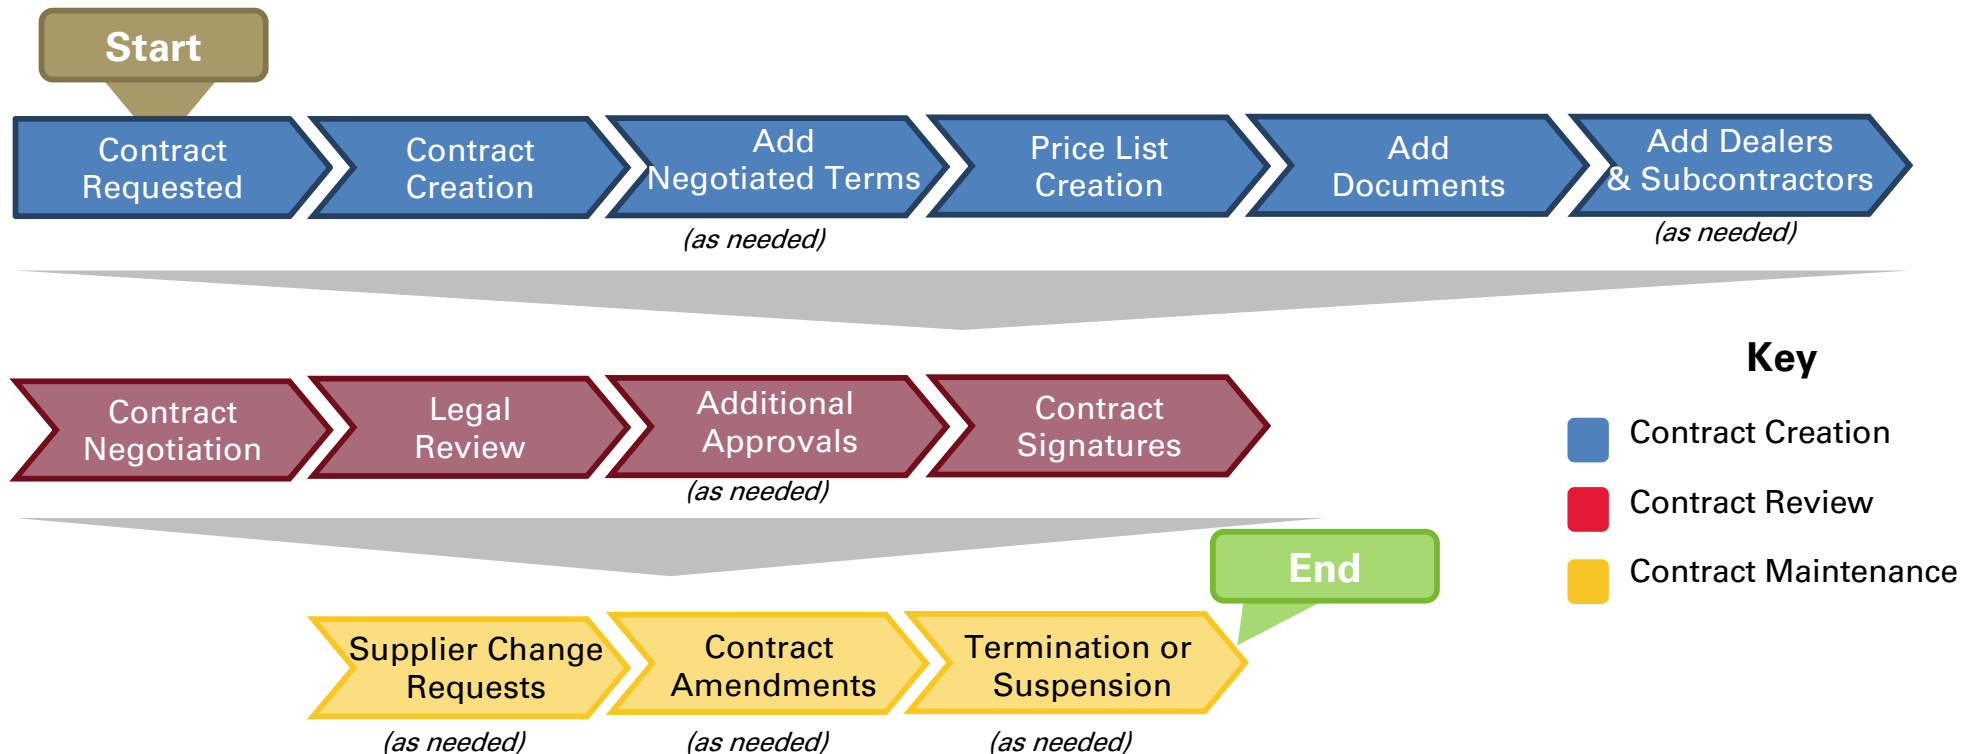 Start
Contract
Requested
Contract
Creation
Add
Negotiated Terms
Price List
Creation
Add
Documents
Add Dealers
& Subcontractors
(as needed)
(as needed)
Contract
Negotiation
Legal
Review
Additional
Approvals
Contract
Signatures
(as needed)
Key
Contract Creation
Contract Review
Contract Maintenance
End
Supplier Change
Requests
Contract
Amendments
Termination or
Suspension
(as needed)
(as needed)
(as needed)